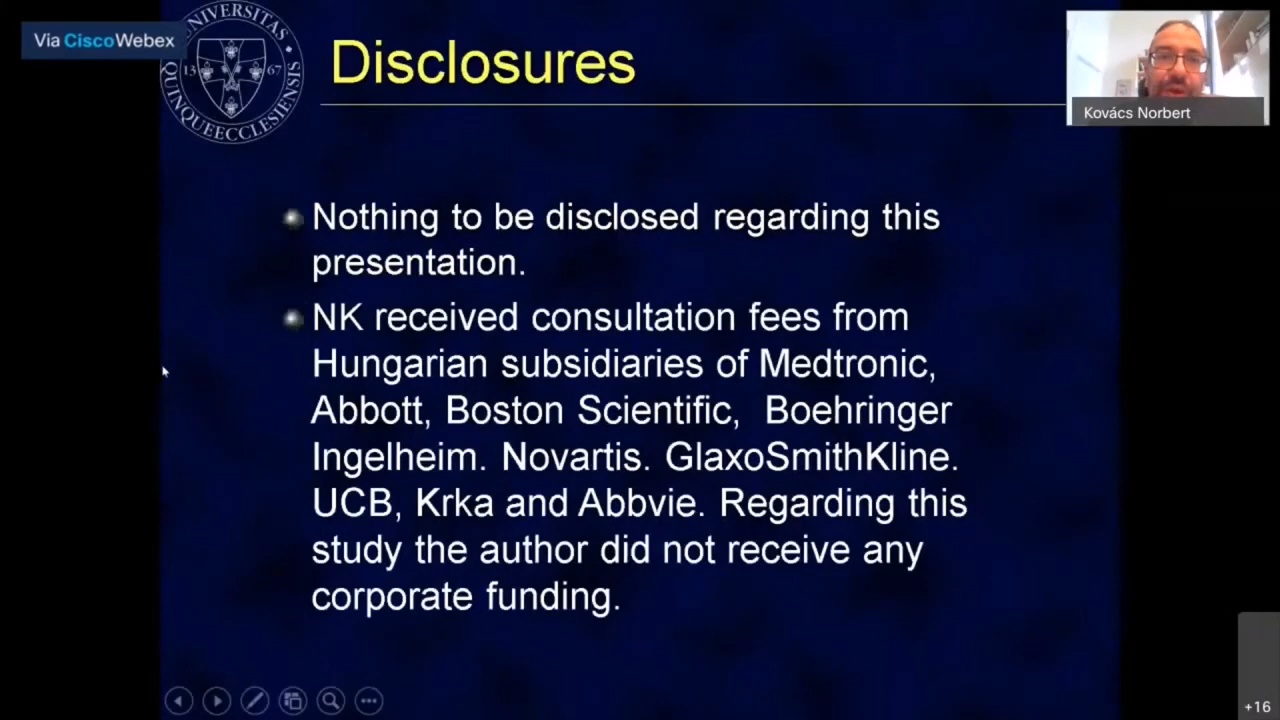 Via CiscoWebex
UNIVERSITAS
13 67
QUINQUEECCLESIENSIS
Disclosures
Kovács Norbert
Nothing to be disclosed regarding this
presentation.
NK received consultation fees from
Hungarian subsidiaries of Medtronic,
Abbott, Boston Scientific, Boehringer
Ingelheim. Novartis. GlaxoSmithKline.
UCB, Krka and Abbvie. Regarding this
study the author did not receive any
corporate funding.
+16